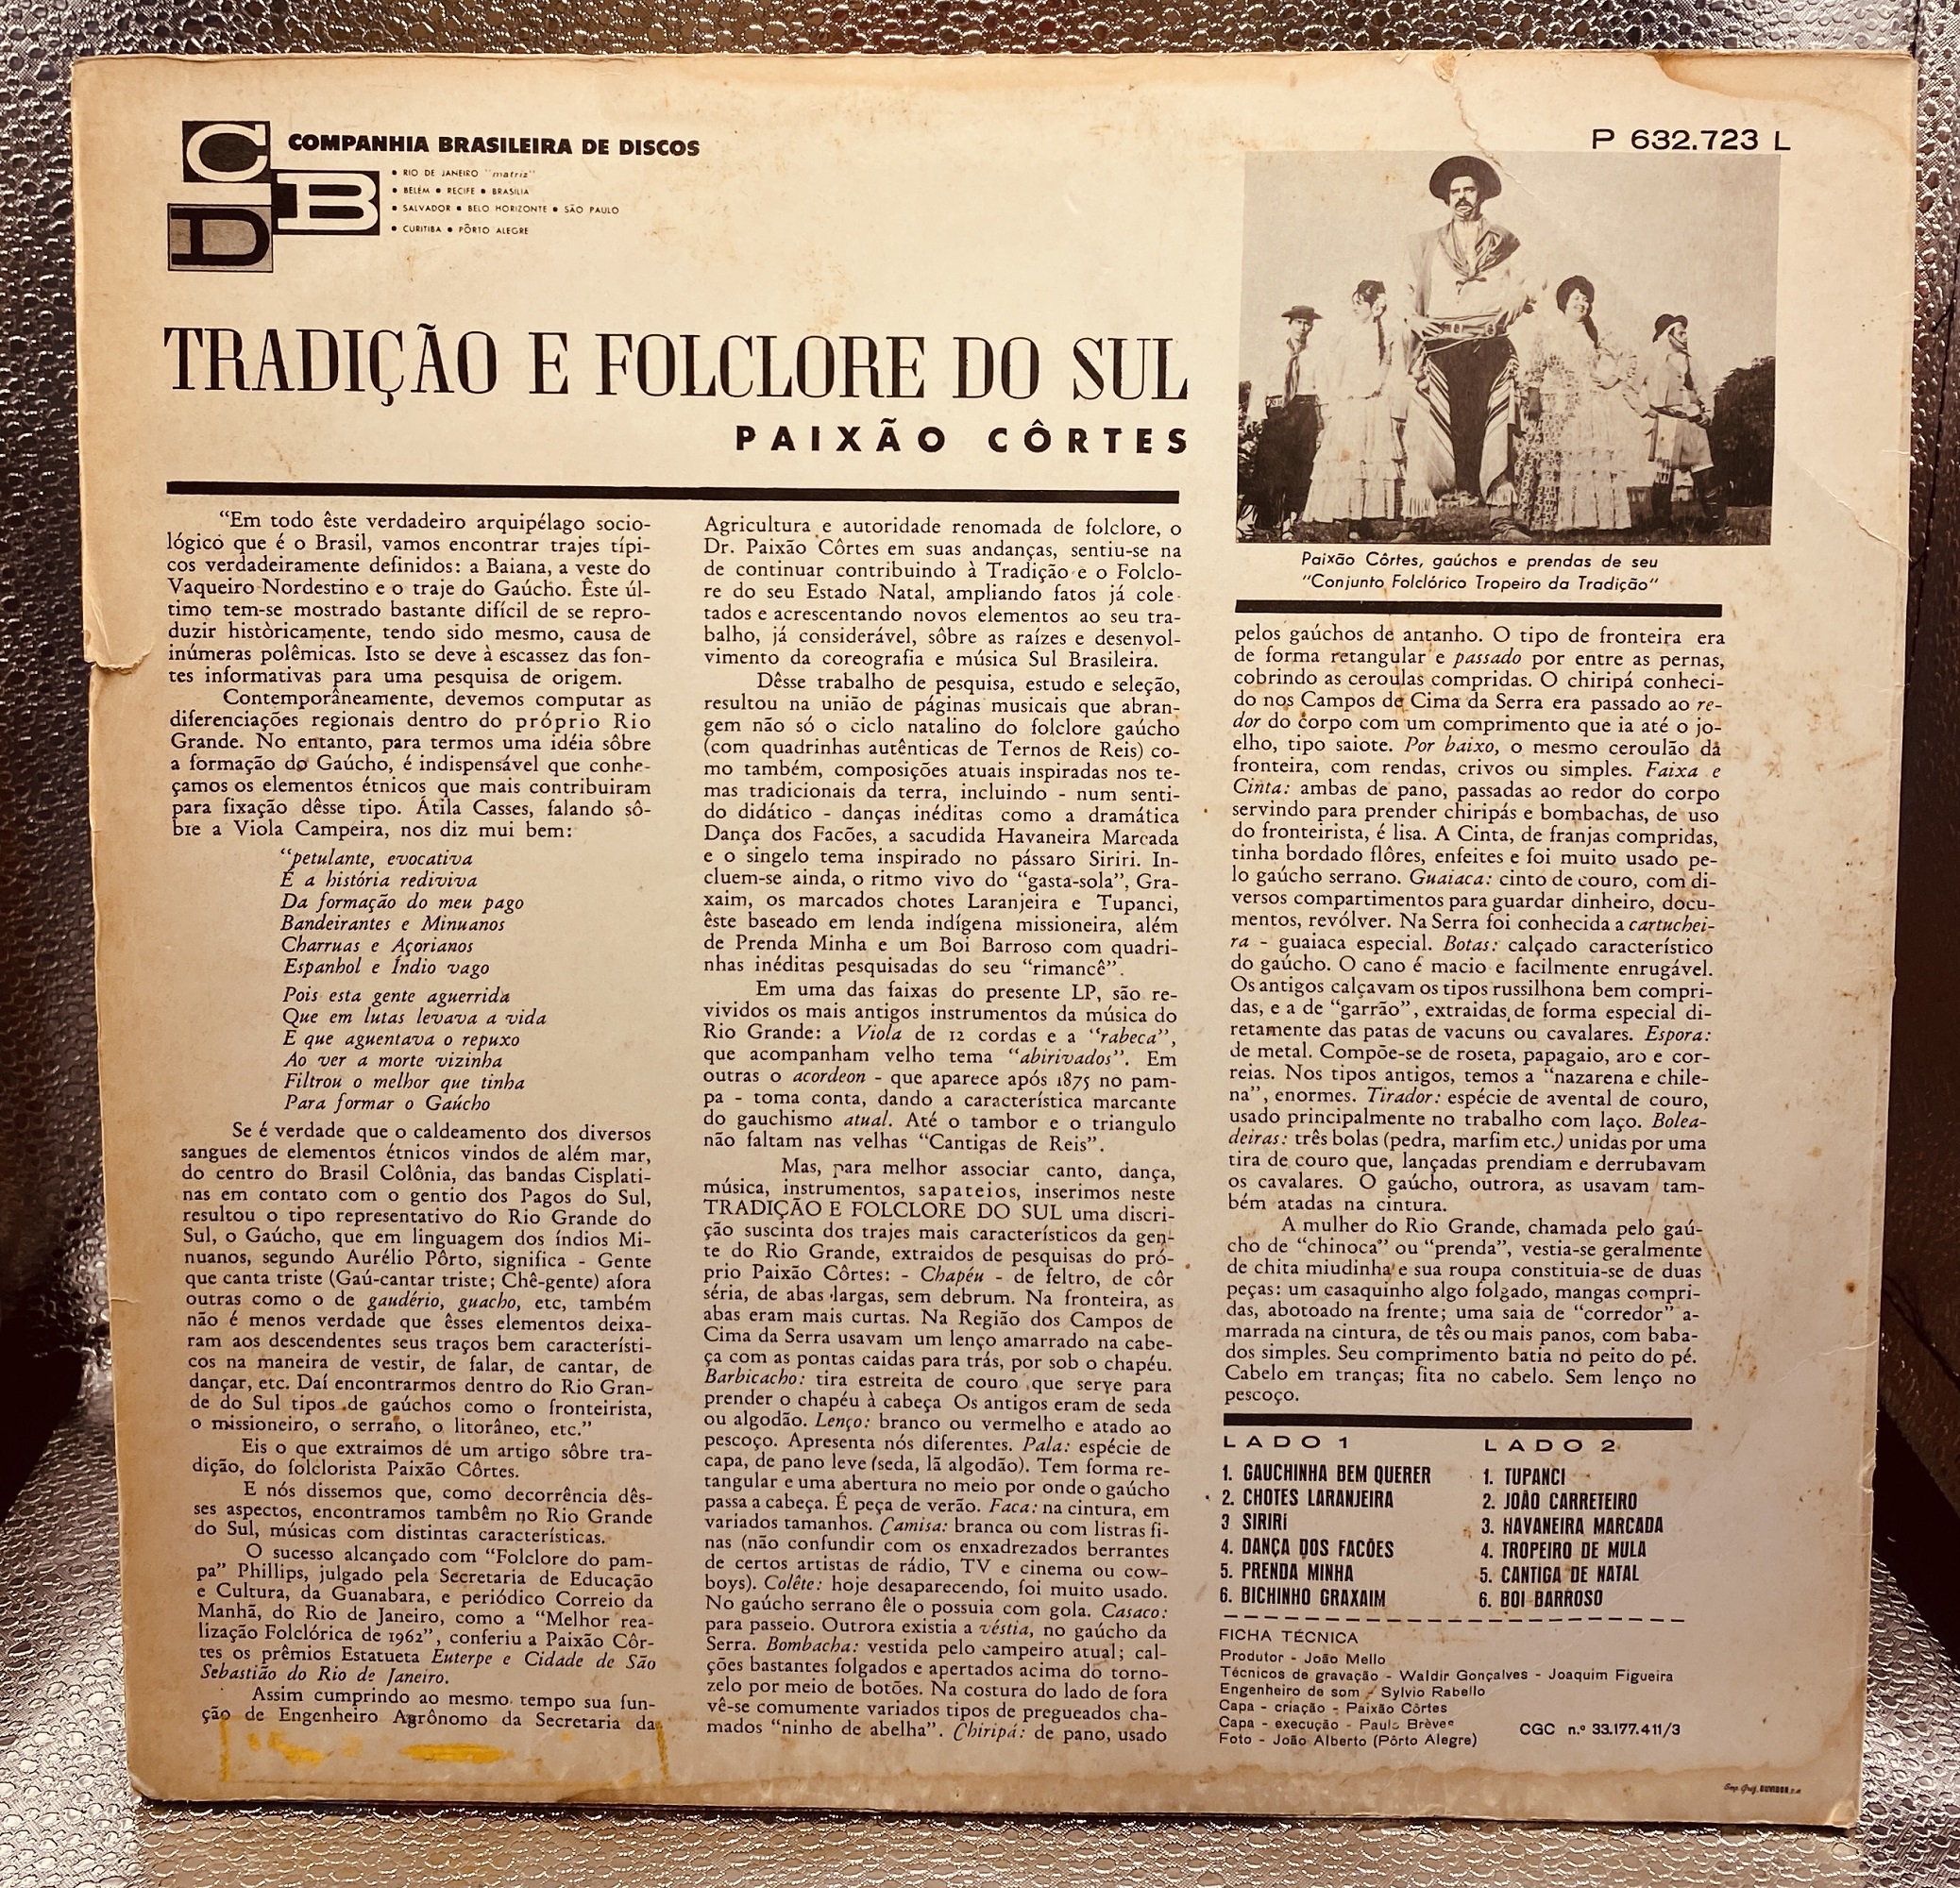 CBD
COMPANHIA BRASILEIRA DE DISCOS
• RIO DE JANEIRO "matriz"
• BELÉM • RECIFE • BRASILIA
• SALVADOR • BELO HORIZONTE • SÃO PAULO
• CURITIBA • PÔRTO ALEGRE
P 632.723 L
TRADIÇÃO E FOLCLORE DO SUL
PAIXÃO CÔRTES
“Em todo êste verdadeiro arquipélago socio-
lógico que é o Brasil, vamos encontrar trajes típi-
cos verdadeiramente definidos: a Baiana, a veste do
Vaqueiro Nordestino e o traje do Gaúcho. Êste úl-
timo tem-se mostrado bastante difícil de se repro-
duzir històricamente, tendo sido mesmo, causa de
inúmeras polêmicas. Isto se deve à escassez das fon-
tes informativas para uma pesquisa de origem.
Contemporâneamente, devemos computar as
diferenciações regionais dentro do próprio Rio
Grande. No entanto, para termos uma idéia sôbre
a formação do Gaúcho, é indispensável que conhe-
çamos os elementos étnicos que mais contribuiram
para fixação dêsse tipo. Átila Casses, falando sô-
bre a Viola Campeira, nos diz mui bem:
“petulante, evocativa
É a história rediviva
Da formação do meu pago
Bandeirantes e Minuanos
Charruas e Açorianos
Espanhol e Índio vago
Pois esta gente aguerrida
Que em lutas levava a vida
E que aguentava o repuxo
Ao ver a morte vizinha
Filtrou o melhor que tinha
Para formar o Gaúcho
Se é verdade que o caldeamento dos diversos
sangues de elementos étnicos vindos de além mar,
do centro do Brasil Colônia, das bandas Cisplati-
nas em contato com o gentio dos Pagos do Sul,
resultou o tipo representativo do Rio Grande do
Sul, o Gaúcho, que em linguagem dos índios Mi-
nuanos, segundo Aurélio Pôrto, significa - Gente
que canta triste (Gaú-cantar triste; Chê-gente) afora
outras como o de gaudério, guacho, etc, também
não é menos verdade que êsses elementos deixa-
ram aos descendentes seus traços bem característi-
cos na maneira de vestir, de falar, de cantar, de
dançar, etc. Daí encontrarmos dentro do Rio Gran-
de do Sul tipos de gaúchos como o fronteirista,
o missioneiro, o serrano, o litorâneo, etc.”
Eis o que extraimos de um artigo sôbre tra-
dição, do folclorista Paixão Côrtes.
E nós dissemos que, como decorrência dês-
ses aspectos, encontramos também no Rio Grande
do Sul, músicas com distintas características.
O sucesso alcançado com “Folclore do pam-
pa” Phillips, julgado pela Secretaria de Educação
e Cultura, da Guanabara, e periódico Correio da
Manhã, do Rio de Janeiro, como a “Melhor rea-
lização Folclórica de 1962”, conferiu a Paixão Côr-
tes os prêmios Estatueta Euterpe e Cidade de São
Sebastião do Rio de Janeiro.
Assim cumprindo ao mesmo tempo sua fun-
ção de Engenheiro Agrônomo da Secretaria da
Agricultura e autoridade renomada de folclore, o
Dr. Paixão Côrtes em suas andanças, sentiu-se na
de continuar contribuindo à Tradição e o Folclo-
re do seu Estado Natal, ampliando fatos já cole-
tados e acrescentando novos elementos ao seu tra-
balho, já considerável, sôbre as raízes e desenvol-
vimento da coreografia e música Sul Brasileira.
Dêsse trabalho de pesquisa, estudo e seleção,
resultou na união de páginas musicais que abran-
gem não só o ciclo natalino do folclore gaúcho
(com quadrinhas autênticas de Ternos de Reis) co-
mo também, composições atuais inspiradas nos te-
mas tradicionais da terra, incluindo - num senti-
do didático - danças inéditas como a dramática
Dança dos Facões, a sacudida Havaneira Marcada
e o singelo tema inspirado no pássaro Siriri. In-
cluem-se ainda, o ritmo vivo do “gasta-sola”, Gra-
xaim, os marcados chotes Laranjeira e Tupanci,
êste baseado em lenda indígena missioneira, além
de Prenda Minha e um Boi Barroso com quadri-
nhas inéditas pesquisadas do seu “rimancê”.
Em uma das faixas do presente LP, são re-
vividos os mais antigos instrumentos da música do
Rio Grande: a Viola de 12 cordas e a “rabeca”,
que acompanham velho tema “abirivados”. Em
outras o acordeon - que aparece após 1875 no pam-
pa - toma conta, dando a característica marcante
do gauchismo atual. Até o tambor e o triangulo
não faltam nas velhas “Cantigas de Reis”.
Mas, para melhor associar canto, dança,
música, instrumentos, sapateios, inserimos neste
TRADIÇÃO E FOLCLORE DO SUL uma discri-
ção suscinta dos trajes mais característicos da gen-
te do Rio Grande, extraidos de pesquisas do pró-
prio Paixão Côrtes: - Chapéu - de feltro, de côr
séria, de abas largas, sem debrum. Na fronteira, as
abas eram mais curtas. Na Região dos Campos de
Cima da Serra usavam um lenço amarrado na cabe-
ça com as pontas caidas para trás, por sob o chapéu.
Barbicacho: tira estreita de couro que serve para
prender o chapéu à cabeça Os antigos eram de seda
ou algodão. Lenço: branco ou vermelho e atado ao
pescoço. Apresenta nós diferentes. Pala: espécie de
capa, de pano leve (seda, lã algodão). Tem forma re-
tangular e uma abertura no meio por onde o gaúcho
passa a cabeça. É peça de verão. Faca: na cintura, em
variados tamanhos. Camisa: branca ou com listras fi-
nas (não confundir com os enxadrezados berrantes
de certos artistas de rádio, TV e cinema ou cow-
boys). Colête: hoje desaparecendo, foi muito usado.
No gaúcho serrano êle o possuia com gola. Casaco:
para passeio. Outrora existia a véstia, no gaúcho da
Serra. Bombacha: vestida pelo campeiro atual; cal-
ções bastantes folgados e apertados acima do torno-
zelo por meio de botões. Na costura do lado de fora
vê-se comumente variados tipos de pregueados cha-
mados “ninho de abelha”. Chiripá: de pano, usado
Paixão Côrtes, gaúchos e prendas de seu
“Conjunto Folclórico Tropeiro da Tradição”
pelos gaúchos de antanho. O tipo de fronteira era
de forma retangular e passado por entre as pernas,
cobrindo as ceroulas compridas. O chiripá conheci-
do nos Campos de Cima da Serra era passado ao re-
dor do corpo com um comprimento que ia até o jo-
elho, tipo saiote. Por baixo, o mesmo ceroulão da
fronteira, com rendas, crivos ou simples. Faixa e
Cinta: ambas de pano, passadas ao redor do corpo
servindo para prender chiripás e bombachas, de uso
do fronteirista, é lisa. A Cinta, de franjas compridas,
tinha bordado flôres, enfeites e foi muito usado pe-
lo gaúcho serrano. Guaiaca: cinto de couro, com di-
versos compartimentos para guardar dinheiro, docu-
mentos, revólver. Na Serra foi conhecida a cartuchei-
ra - guaiaca especial. Botas: calçado característico
do gaúcho. O cano é macio e facilmente enrugável.
Os antigos calçavam os tipos russilhona bem compri-
das, e a de “garrão”, extraidas de forma especial di-
retamente das patas de vacuns ou cavalares. Espora:
de metal. Compõe-se de roseta, papagaio, aro e cor-
reias. Nos tipos antigos, temos a “nazarena e chile-
na”, enormes. Tirador: espécie de avental de couro,
usado principalmente no trabalho com laço. Bolea-
deiras: três bolas (pedra, marfim etc.) unidas por uma
tira de couro que, lançadas prendiam e derrubavam
os cavalares. O gaúcho, outrora, as usavam tam-
bém atadas na cintura.
A mulher do Rio Grande, chamada pelo gaú-
cho de “chinoca” ou “prenda”, vestia-se geralmente
de chita miudinha e sua roupa constituia-se de duas
peças: um casaquinho algo folgado, mangas compri-
das, abotoado na frente; uma saia de “corredor” a-
marrada na cintura, de tês ou mais panos, com baba-
dos simples. Seu comprimento batia no peito do pé.
Cabelo em tranças; fita no cabelo. Sem lenço no
pescoço.
LADO 1
1. GAUCHINHA BEM QUERER
2. CHOTES LARANJEIRA
3 SIRIRÍ
4. DANÇA DOS FACÕES
5. PRENDA MINHA
6. BICHINHO GRAXAIM
LADO 2
1. TUPANCI
2. JOÃO CARRETEIRO
3. HAVANEIRA MARCADA
4. TROPEIRO DE MULA
5. CANTIGA DE NATAL
6. BOI BARROSO
FICHA TÉCNICA
Produtor - João Mello
Técnicos de gravação - Waldir Gonçalves - Joaquim Figueira
Engenheiro de som - Sylvio Rabello
Capa - criação - Paixão Côrtes
Capa - execução - Paulo Brèves
Foto - João Alberto (Pôrto Alegre)
CGC n.º 33.177.411/3
Emp. Gráf. OUVIDOR S.A